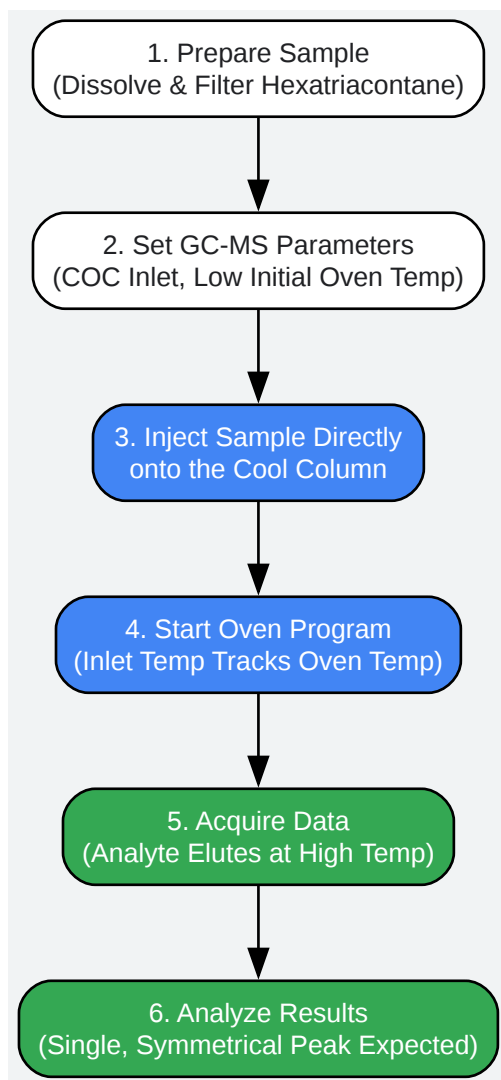 1. Prepare Sample
(Dissolve & Filter Hexatriacontane)
2. Set GC-MS Parameters
(COC Inlet, Low Initial Oven Temp)
3. Inject Sample Directly
onto the Cool Column
4. Start Oven Program
(Inlet Temp Tracks Oven Temp)
5. Acquire Data
(Analyte Elutes at High Temp)
6. Analyze Results
(Single, Symmetrical Peak Expected)